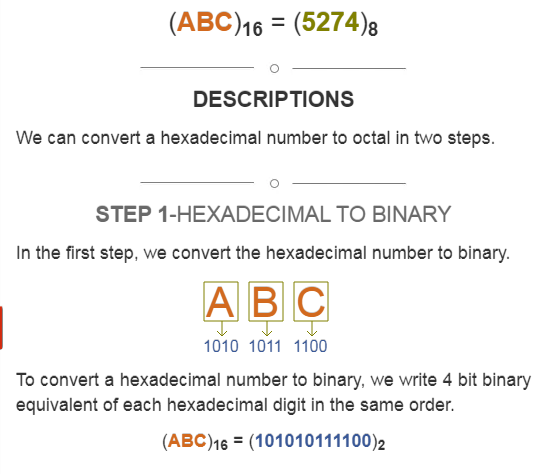 (ABC)16 = (5274)8
DESCRIPTIONS
We can convert a hexadecimal number to octal in two steps.
STEP 1-HEXADECIMAL TO BINARY
In the first step, we convert the hexadecimal number to binary.
A B C
1010 1011 1100
To convert a hexadecimal number to binary, we write 4 bit binary
equivalent of each hexadecimal digit in the same order.
(ABC)16 = (101010111100)2